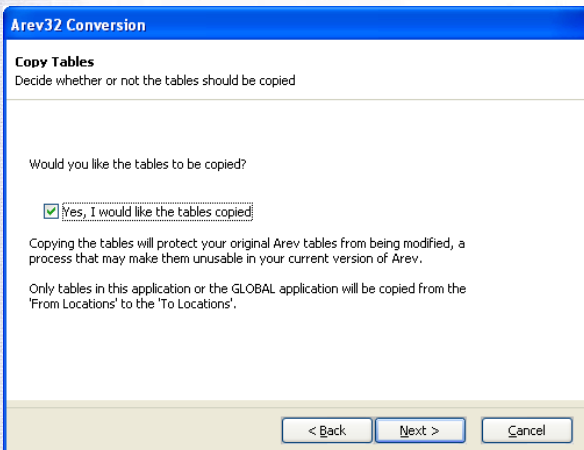 Arev32 Conversion
Copy Tables
Decide whether or not the tables should be copied
Would you like the tables to be copied?
Yes, I would like the tables copied
Copying the tables will protect your original Arev tables from being modified, a
process that may make them unusable in your current version of Arev.
Only tables in this application or the GLOBAL application will be copied from the
'From Locations' to the 'To Locations'.
< Back Next > Cancel